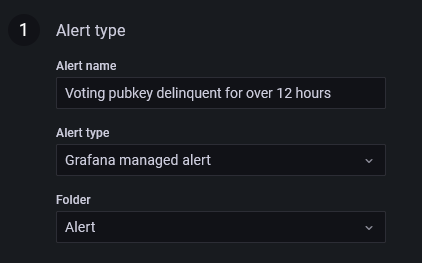 1
Alert type
Alert name
Voting pubkey delinquent for over 12 hours
Alert type
Grafana managed alert
Folder
Alert